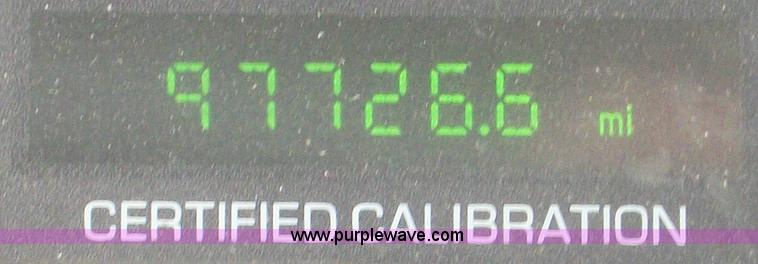 97726.6 mi
CERTIFIED CALIBRATION
www.purplewave.com